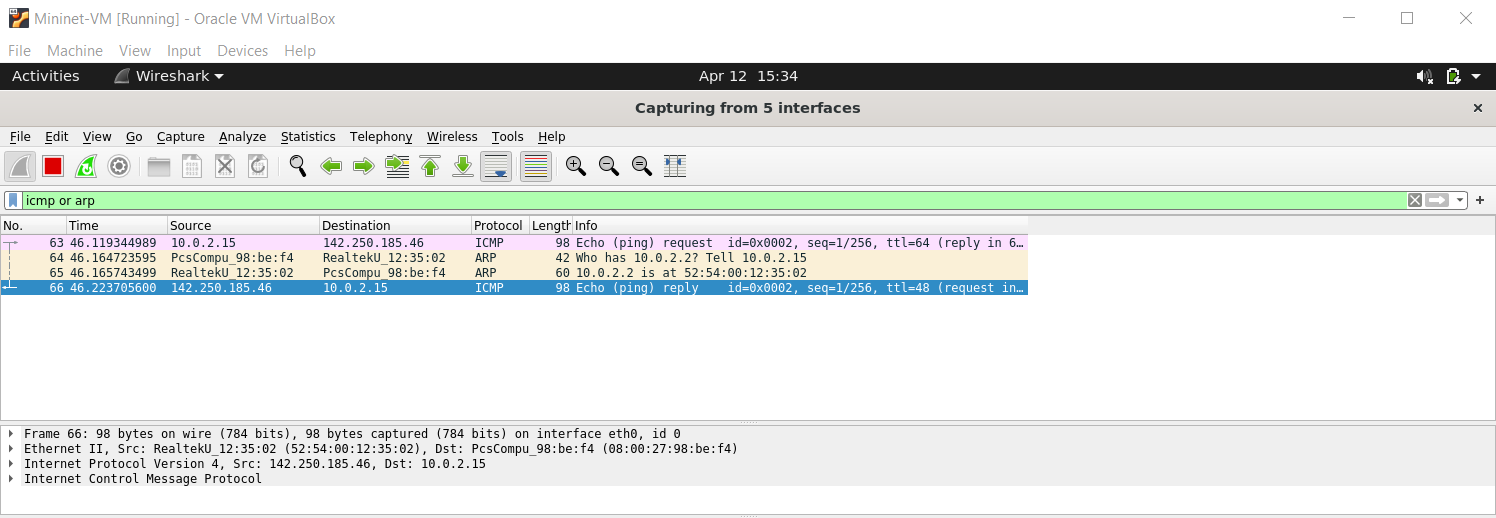 Mininet-VM [Running] - Oracle VM VirtualBox
File Machine View Input Devices Help
Activities Wireshark Apr 12 15:34
Capturing from 5 interfaces
File Edit View Go Capture Analyze Statistics Telephony Wireless Tools Help
icmp or arp
No. Time Source Destination Protocol Length Info
63 46.119344989 10.0.2.15 142.250.185.46 ICMP 98 Echo (ping) request id=0x0002, seq=1/256, ttl=64 (reply in 6…
64 46.164723595 PcsCompu_98:be:f4 RealtekU_12:35:02 ARP 42 Who has 10.0.2.2? Tell 10.0.2.15
65 46.165743499 RealtekU_12:35:02 PcsCompu_98:be:f4 ARP 60 10.0.2.2 is at 52:54:00:12:35:02
66 46.223705600 142.250.185.46 10.0.2.15 ICMP 98 Echo (ping) reply id=0x0002, seq=1/256, ttl=48 (request in…
Frame 66: 98 bytes on wire (784 bits), 98 bytes captured (784 bits) on interface eth0, id 0
Ethernet II, Src: RealtekU_12:35:02 (52:54:00:12:35:02), Dst: PcsCompu_98:be:f4 (08:00:27:98:be:f4)
Internet Protocol Version 4, Src: 142.250.185.46, Dst: 10.0.2.15
Internet Control Message Protocol